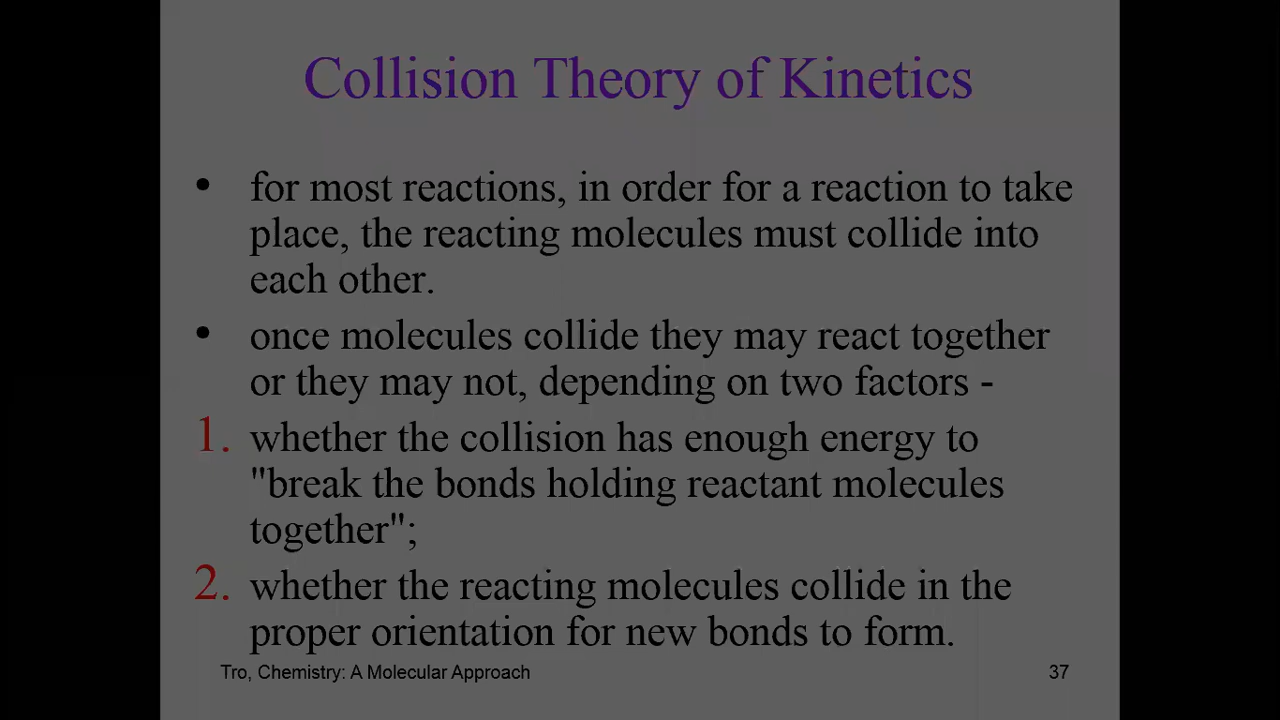 Collision Theory of Kinetics
• for most reactions, in order for a reaction to take
place, the reacting molecules must collide into
each other.
• once molecules collide they may react together
or they may not, depending on two factors -
1. whether the collision has enough energy to
"break the bonds holding reactant molecules
together";
2. whether the reacting molecules collide in the
proper orientation for new bonds to form.
Tro, Chemistry: A Molecular Approach 37